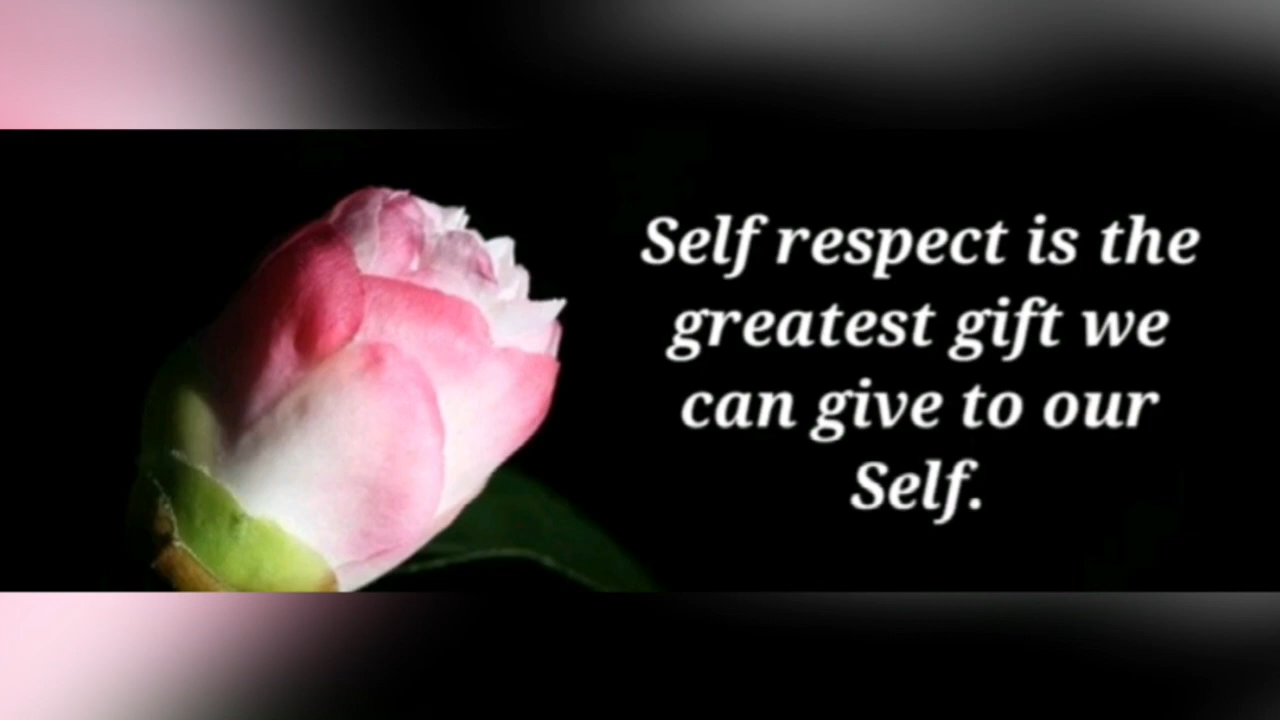 Self respect is the
greatest gift we
can give to our
Self.